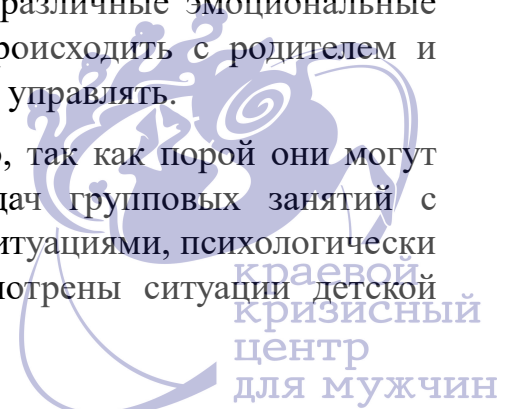 различные эмоциональные
роисходить с родителем и
управлять.
, так как порой они могут
дач групповых занятий с
итуациями, психологически
отрены ситуации детской
краевой
кризисный
центр
для мужчин